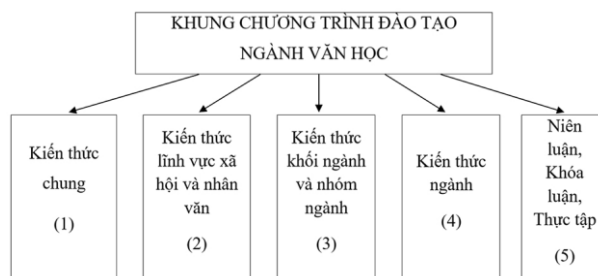 KHUNG CHƯƠNG TRÌNH ĐÀO TẠO
NGÀNH VĂN HỌC
Kiến thức
chung
(1)
Kiến thức
lĩnh vực xã
hội và nhân
văn
(2)
Kiến thức
khối ngành
và nhóm
ngành
(3)
Kiến thức
ngành
(4)
Niên
luận,
Khóa
luận,
Thực tập
(5)